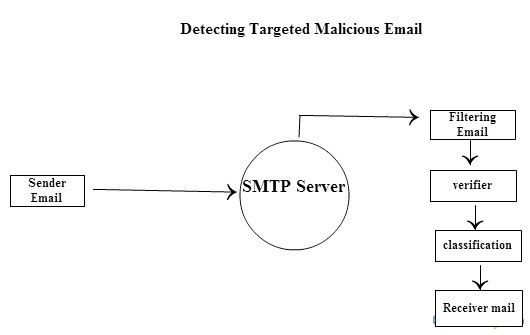 Detecting Targeted Malicious Email
Filtering
Email
SMTP Server
Sender
Email
verifier
classification
Receiver mail